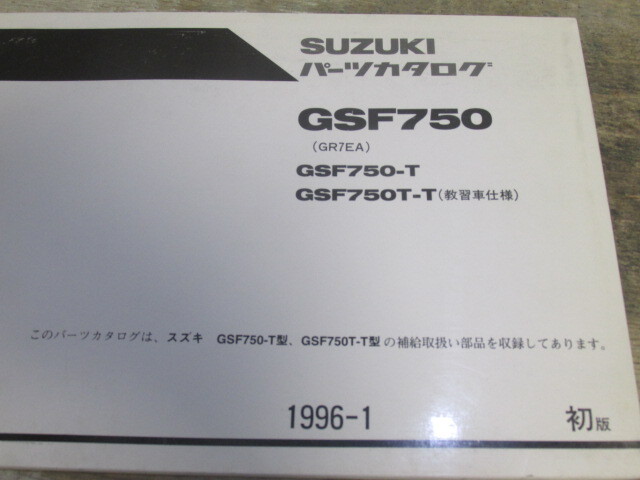 SUZUKI
パーツカタログ
GSF750
(GR7EA)
GSF750-T
GSF750T-T(教習車仕様)
このパーツカタログは、スズキ GSF750-T型、GSF750T-T型の補給取扱い部品を収録してあります。
1996-1 初版